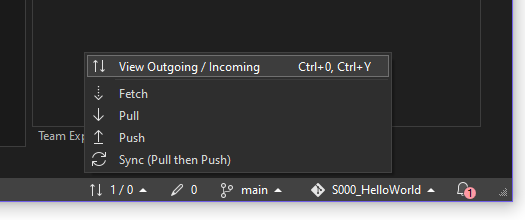 View Outgoing / Incoming Ctrl+0, Ctrl+Y
Fetch
Pull
Push
Team Exp
Sync (Pull then Push)
1 / 0 0 main S000_HelloWorld 1